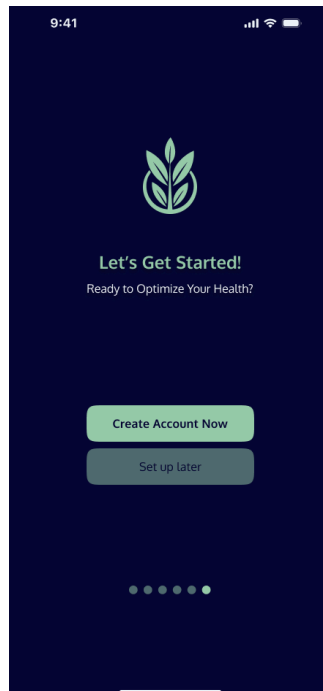 9:41
Let's Get Started!
Ready to Optimize Your Health?
Create Account Now
Set up later